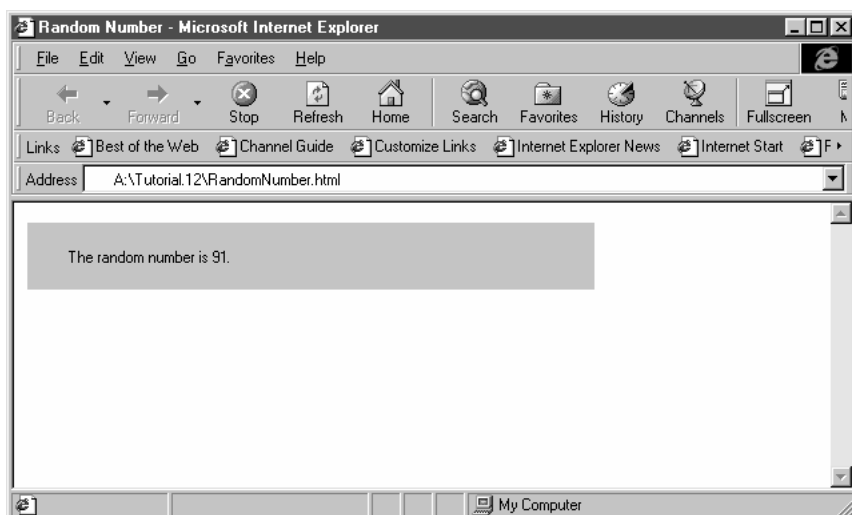 Random Number - Microsoft Internet Explorer
File Edit View Go Favorites Help
Back Forward Stop Refresh Home Search Favorites History Channels Fullscreen
Links Best of the Web Channel Guide Customize Links Internet Explorer News Internet Start F
Address A:\Tutorial.12\RandomNumber.html
The random number is 91.
My Computer